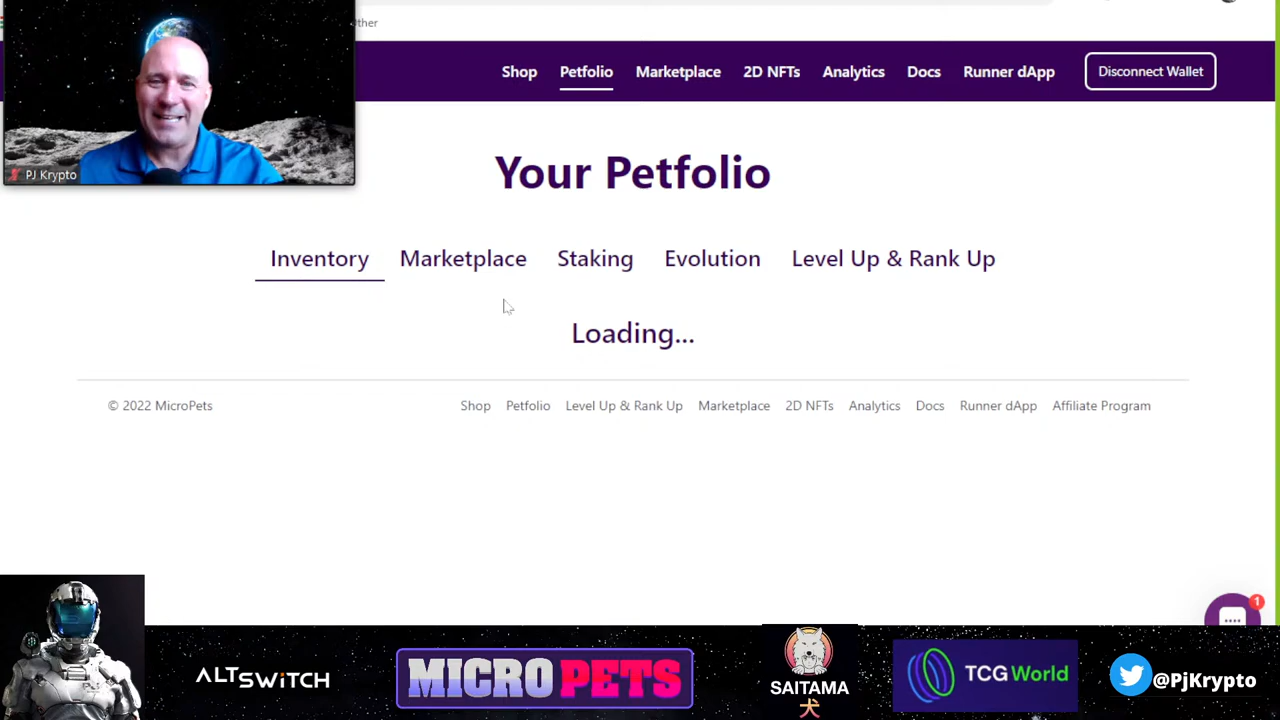 ther
Shop Petfolio Marketplace 2D NFTs Analytics Docs Runner dApp Disconnect Wallet
PJ Krypto
Your Petfolio
Inventory Marketplace Staking Evolution Level Up & Rank Up
Loading...
© 2022 MicroPets Shop Petfolio Level Up & Rank Up Marketplace 2D NFTs Analytics Docs Runner dApp Affiliate Program
1
ALTSWITCH
MICRO PETS
SAITAMA
犬
TCG World
@PjKrypto